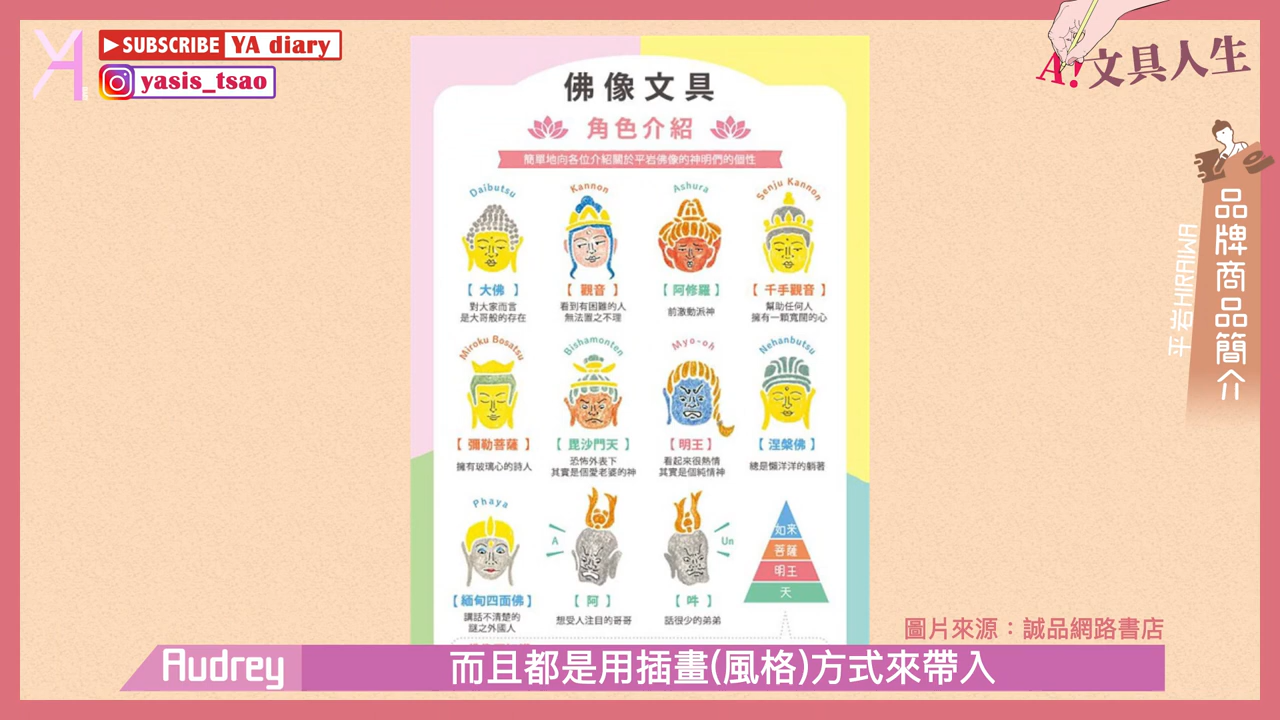 SUBSCRIBE YA diary
yasis_tsao
A!文具人生
品牌商品簡介
平岩HIRAIWA
佛像文具
角色介紹
簡單地向各位介紹關於平岩佛像的神明們的個性
Daibutsu
【大佛】
對大家而言
是大哥般的存在
Kannon
【觀音】
看到有困難的人
無法置之不理
Ashura
【阿修羅】
前激動派神
Senju Kannon
【千手觀音】
幫助任何人
擁有一顆寬闊的心
Miroku Bosatsu
【彌勒菩薩】
擁有玻璃心的詩人
Bishamonten
【毘沙門天】
恐怖外表下
其實是個愛老婆的神
Myo-oh
【明王】
看起來很熱情
其實是個純情神
Nehanbutsu
【涅槃佛】
總是懶洋洋的躺著
Phaya
【緬甸四面佛】
講話不清楚的
謎之外國人
A
【阿】
想受人注目的哥哥
Un
【吽】
話很少的弟弟
如來
菩薩
明王
天
圖片來源：誠品網路書店
Audrey
而且都是用插畫(風格)方式來帶入